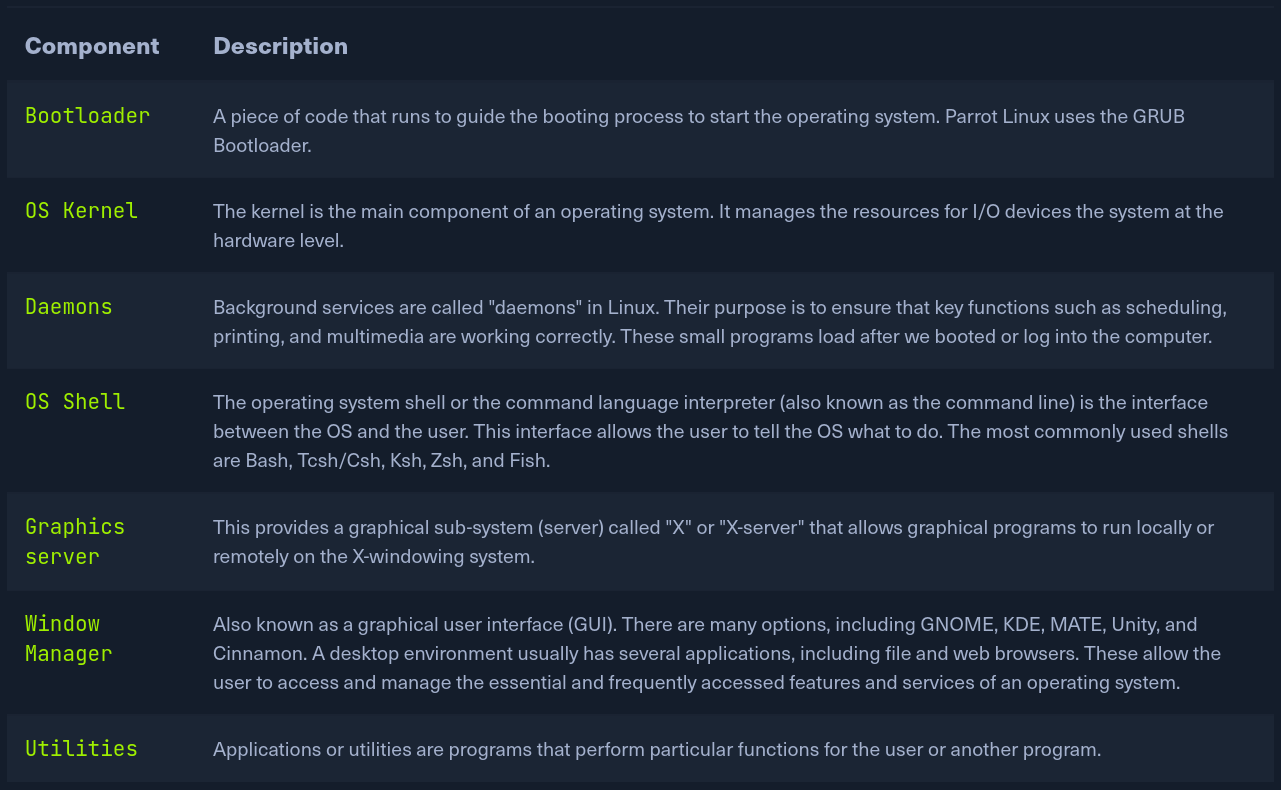 Component Description
Bootloader A piece of code that runs to guide the booting process to start the operating system. Parrot Linux uses the GRUB
Bootloader.
OS Kernel The kernel is the main component of an operating system. It manages the resources for I/O devices the system at the
hardware level.
Daemons Background services are called "daemons" in Linux. Their purpose is to ensure that key functions such as scheduling,
printing, and multimedia are working correctly. These small programs load after we booted or log into the computer.
OS Shell The operating system shell or the command language interpreter (also known as the command line) is the interface
between the OS and the user. This interface allows the user to tell the OS what to do. The most commonly used shells
are Bash, Tcsh/Csh, Ksh, Zsh, and Fish.
Graphics This provides a graphical sub-system (server) called "X" or "X-server" that allows graphical programs to run locally or
server remotely on the X-windowing system.
Window Also known as a graphical user interface (GUI). There are many options, including GNOME, KDE, MATE, Unity, and
Manager Cinnamon. A desktop environment usually has several applications, including file and web browsers. These allow the
user to access and manage the essential and frequently accessed features and services of an operating system.
Utilities Applications or utilities are programs that perform particular functions for the user or another program.